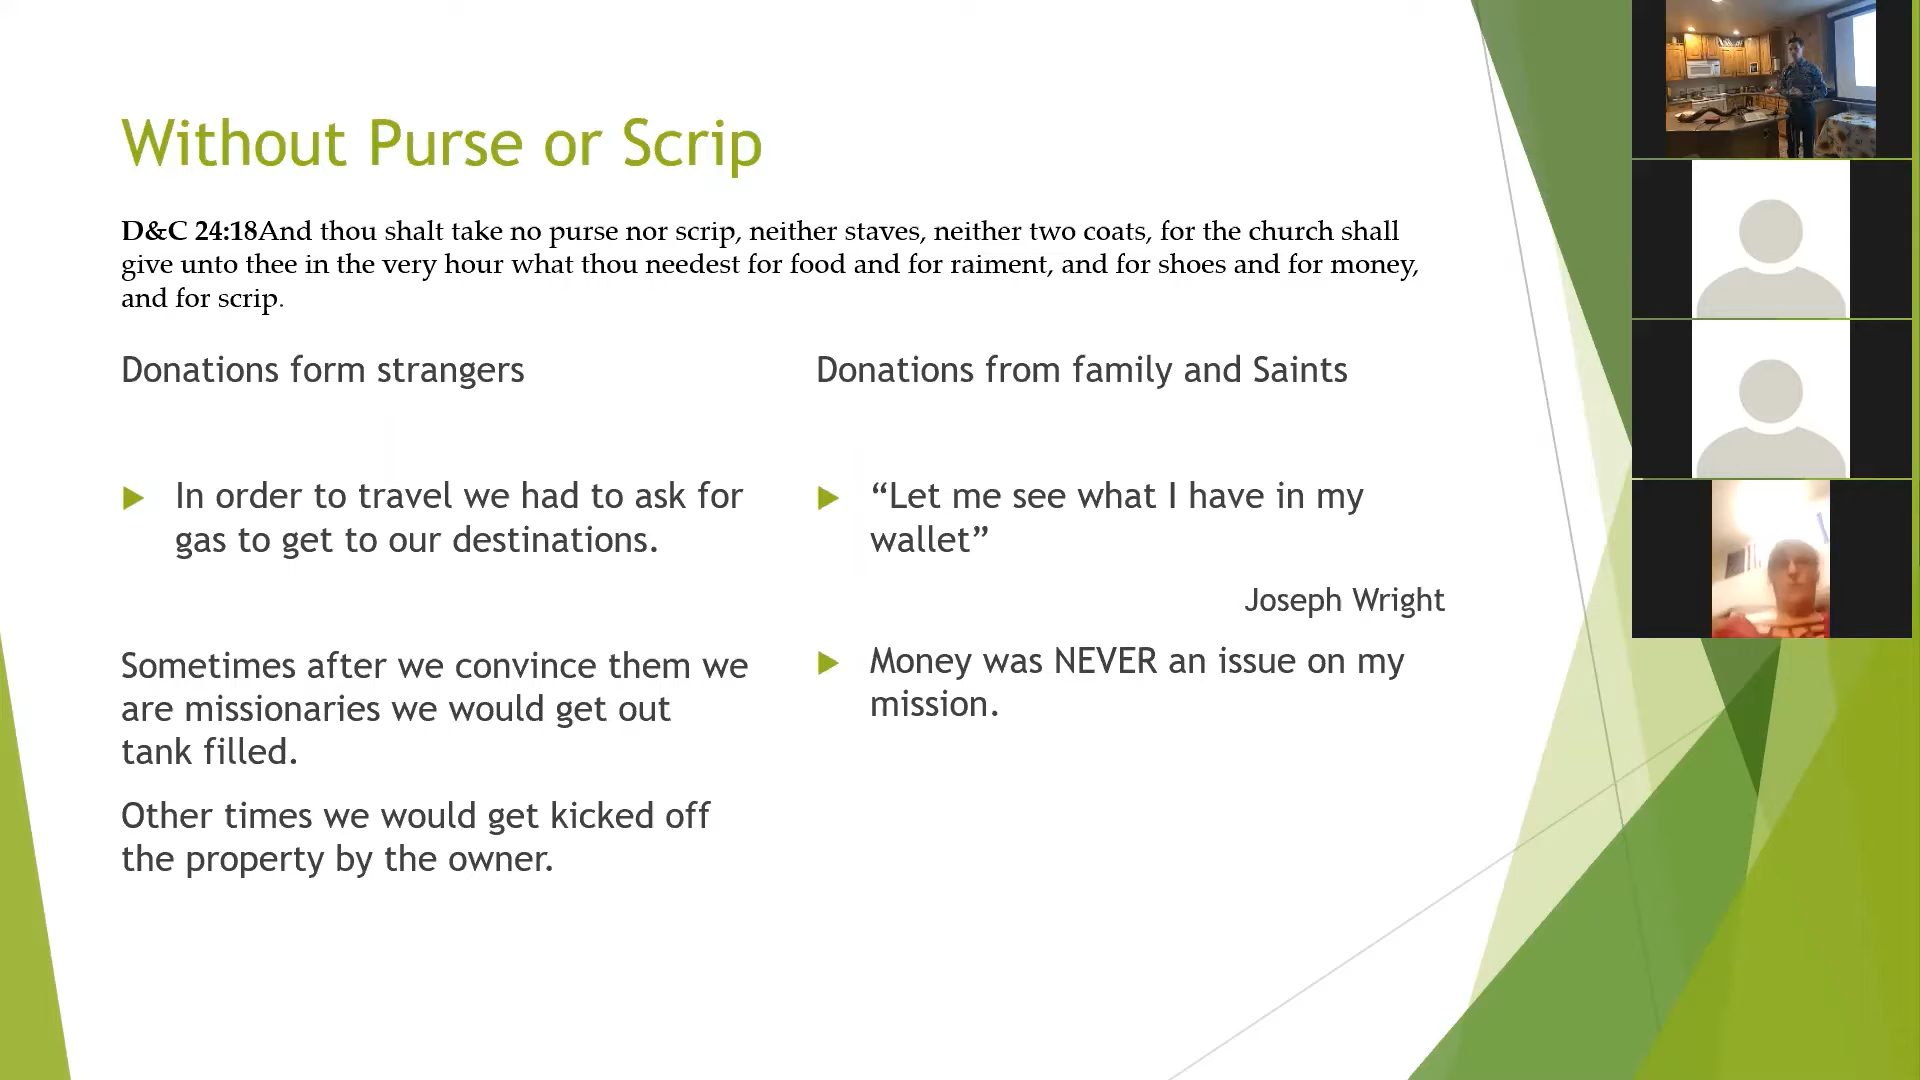 Without Purse or Scrip
D&C 24:18And thou shalt take no purse nor scrip, neither staves, neither two coats, for the church shall
give unto thee in the very hour what thou needest for food and for raiment, and for shoes and for money,
and for scrip.
Donations form strangers
In order to travel we had to ask for
gas to get to our destinations.
Sometimes after we convince them we
are missionaries we would get out
tank filled.
Other times we would get kicked off
the property by the owner.
Donations from family and Saints
“Let me see what I have in my
wallet”
Joseph Wright
Money was NEVER an issue on my
mission.